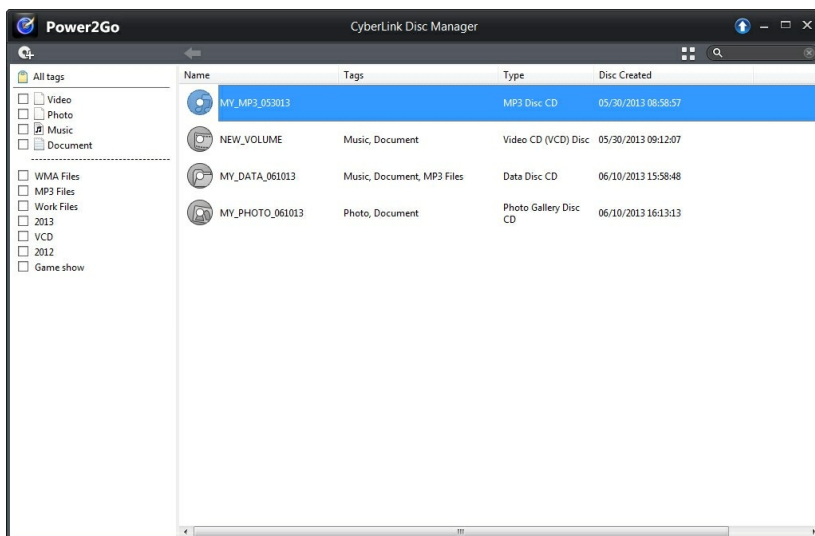 Power2Go
CyberLink Disc Manager
All tags
Video
Photo
Music
Document
WMA Files
MP3 Files
Work Files
2013
VCD
2012
Game show
Name Tags Type Disc Created
MY_MP3_053013 MP3 Disc CD 05/30/2013 08:58:57
NEW_VOLUME Music, Document Video CD (VCD) Disc 05/30/2013 09:12:07
MY_DATA_061013 Music, Document, MP3 Files Data Disc CD 06/10/2013 15:58:48
MY_PHOTO_061013 Photo, Document Photo Gallery Disc 06/10/2013 16:13:13
CD